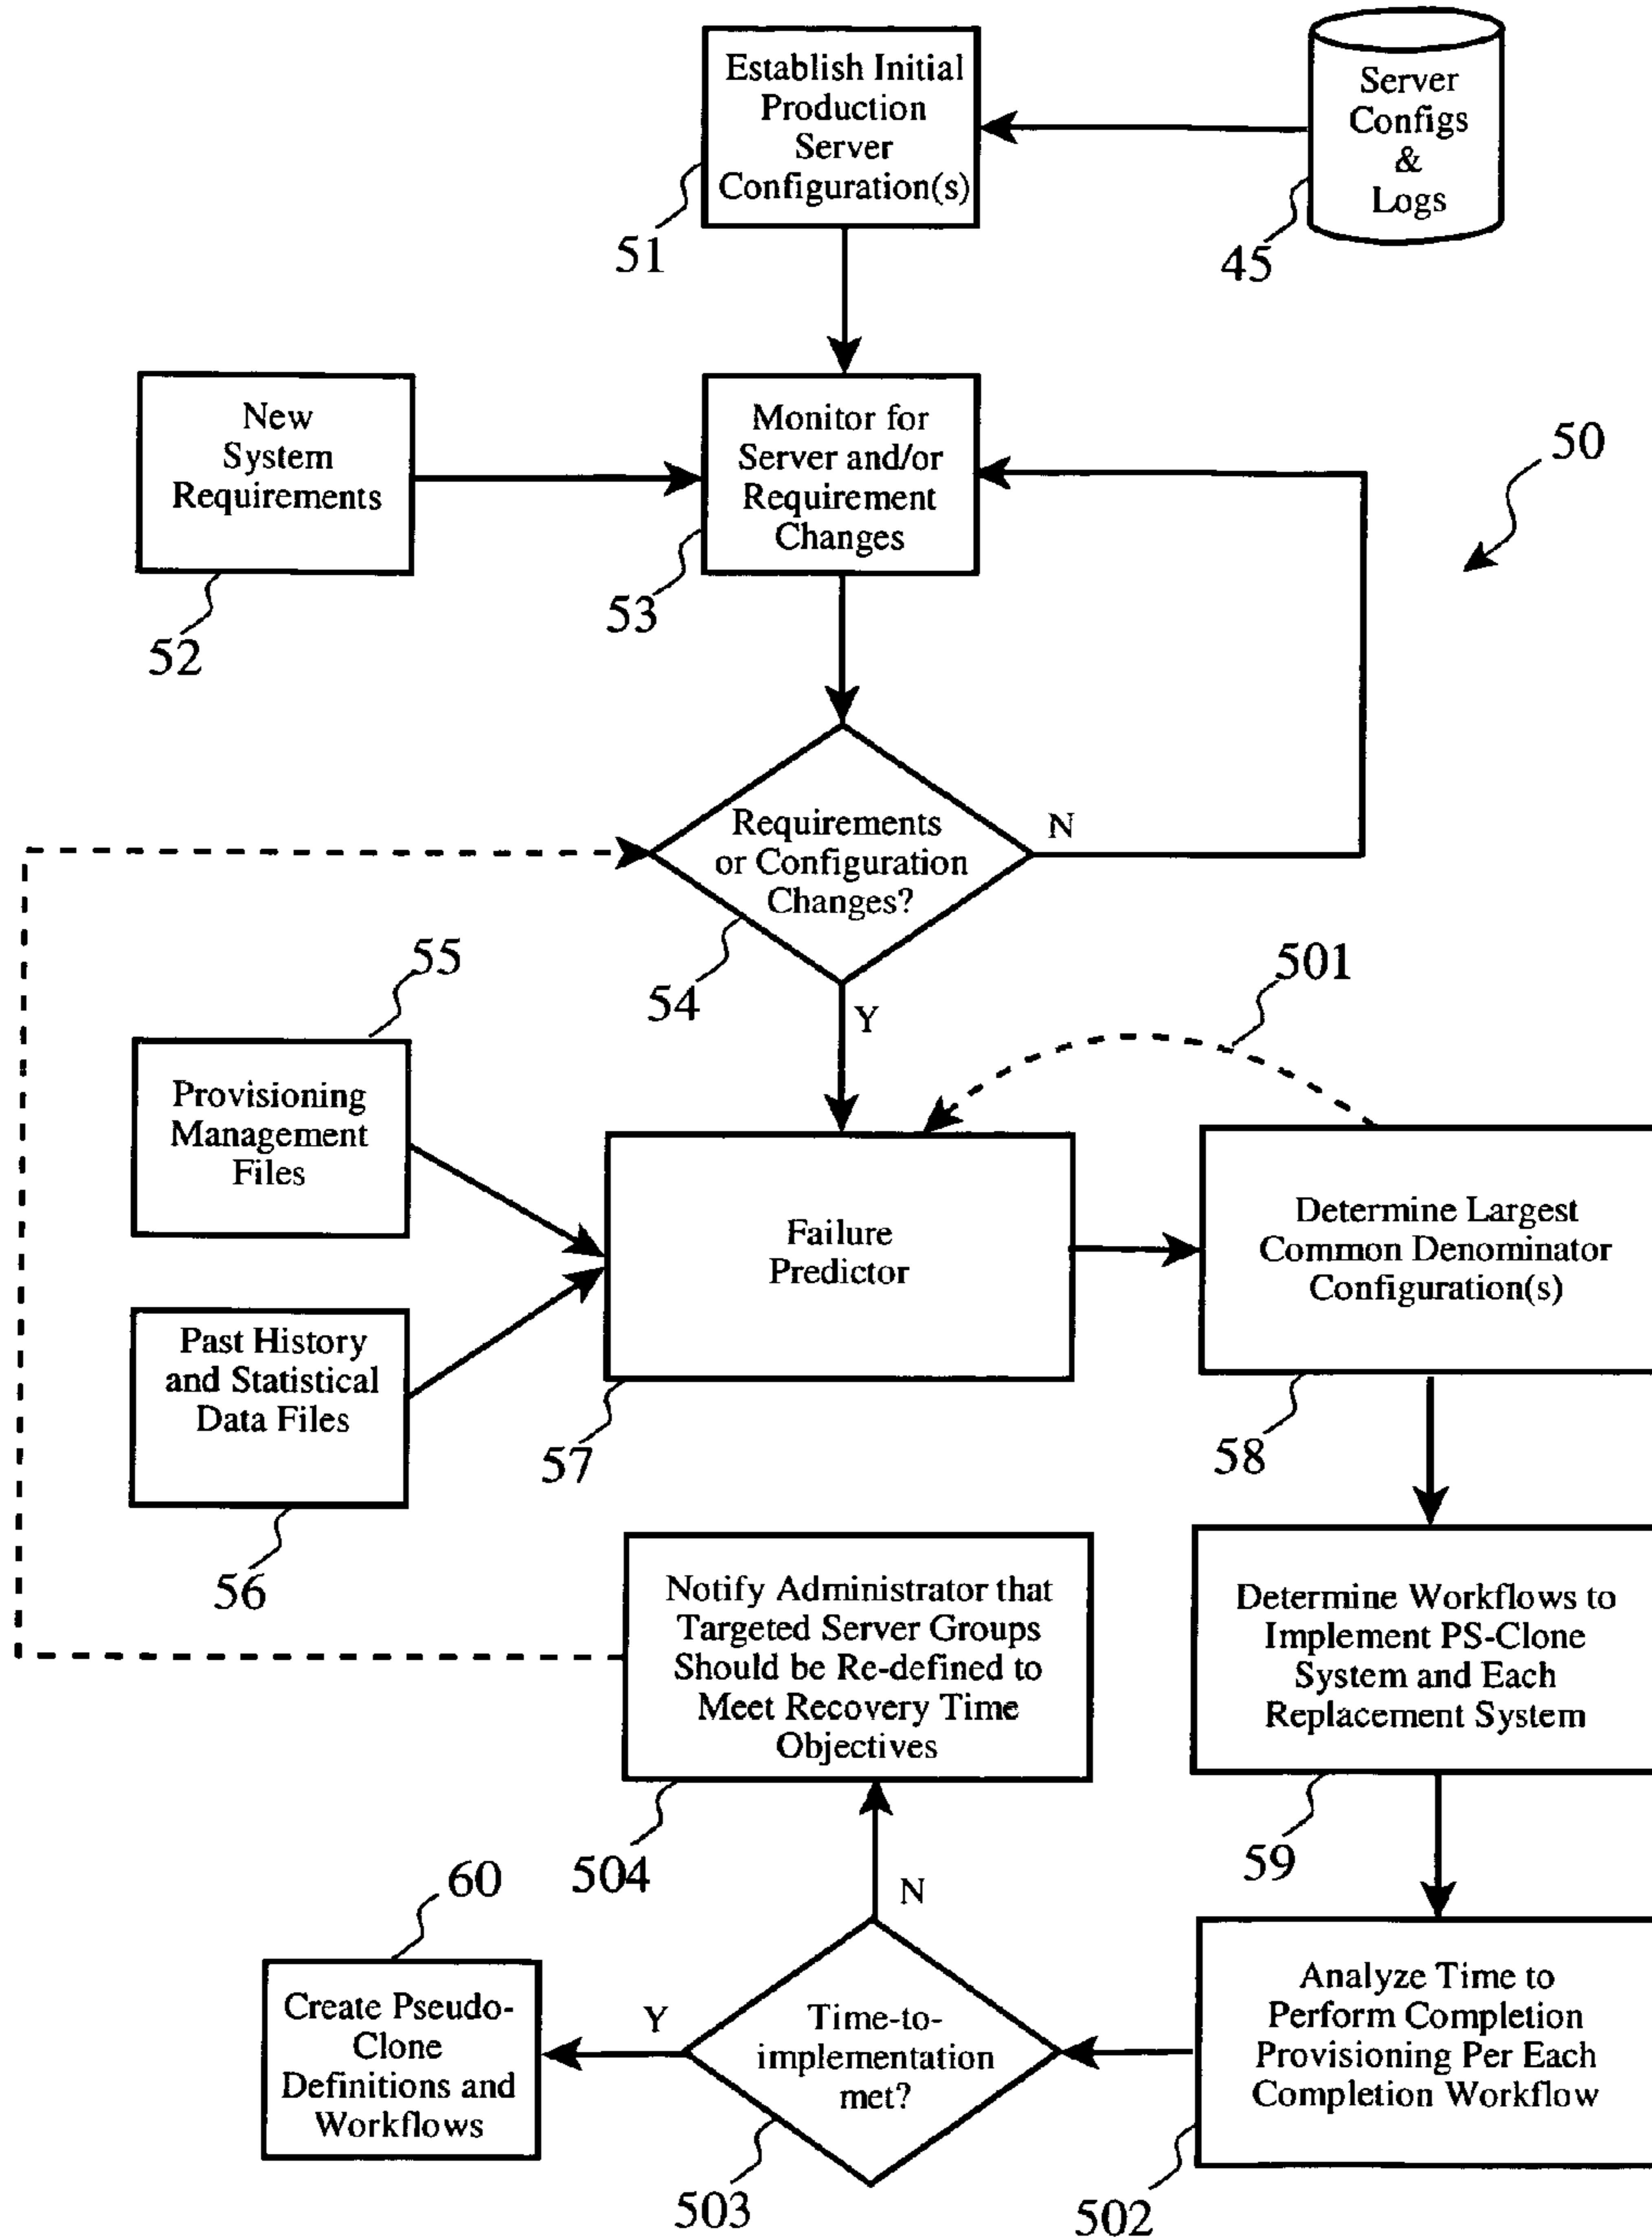 Establish Initial
Production
Server
Configuration(s)
51
Server
Configs
&
Logs
45
New
System
Requirements
52
Monitor for
Server and/or
Requirement
Changes
53
50
Requirements
or Configuration
Changes?
N
54
Y
55
Provisioning
Management
Files
501
Past History
and Statistical
Data Files
56
Failure
Predictor
57
Determine Largest
Common Denominator
Configuration(s)
58
Notify Administrator that
Targeted Server Groups
Should be Re-defined to
Meet Recovery Time
Objectives
504
Determine Workflows to
Implement PS-Clone
System and Each
Replacement System
59
60
Create Pseudo-
Clone
Definitions and
Workflows
Y
N
Time-to-
implementation
met?
503
Analyze Time to
Perform Completion
Provisioning Per Each
Completion Workflow
502